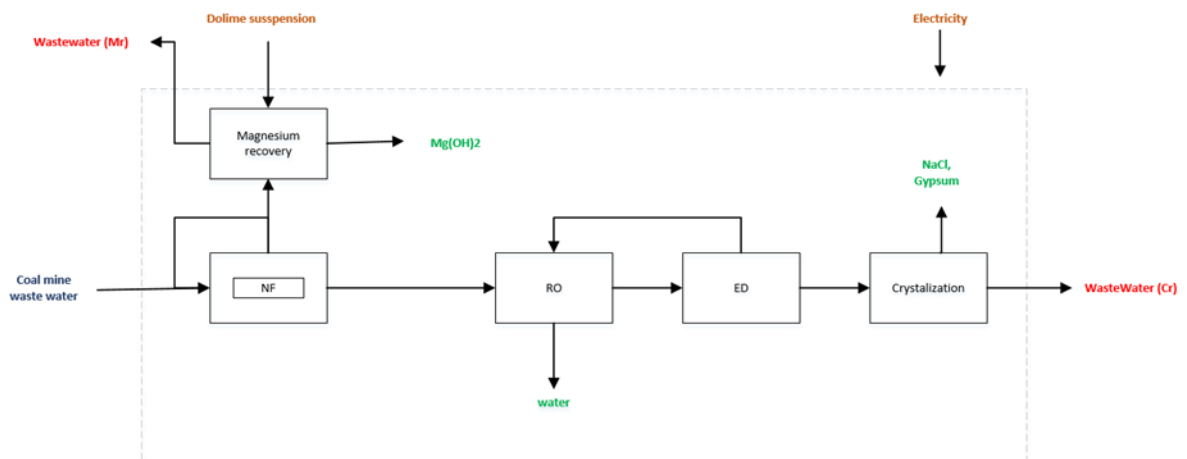 Dolime susspension
Electricity
Wastewater (Mr)
Magnesium
recovery
Mg(OH)2
NaCl,
Gypsum
Coal mine
waste water
NF
RO
ED
Crystalization
WasteWater (Cr)
water